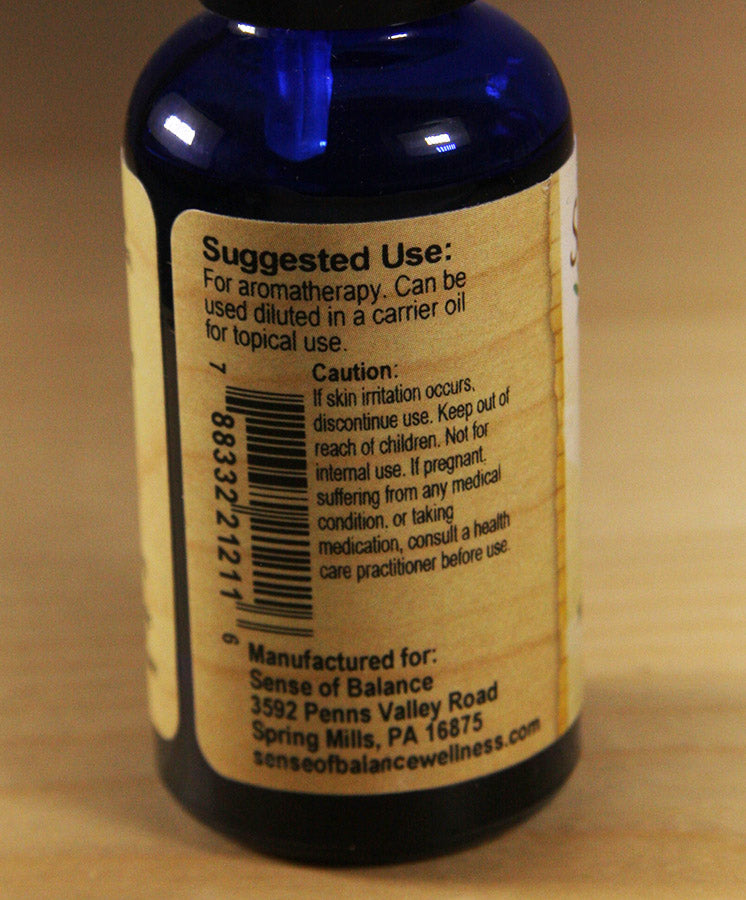 Suggested Use:
For aromatherapy. Can be
used diluted in a carrier oil
for topical use.
Caution:
If skin irritation occurs,
discontinue use. Keep out of
reach of children. Not for
internal use. If pregnant,
suffering from any medical
condition, or taking
medication, consult a health
care practitioner before use.
7 88332 21211 6
Manufactured for:
Sense of Balance
3592 Penns Valley Road
Spring Mills, PA 16875
senseofbalancewellness.com